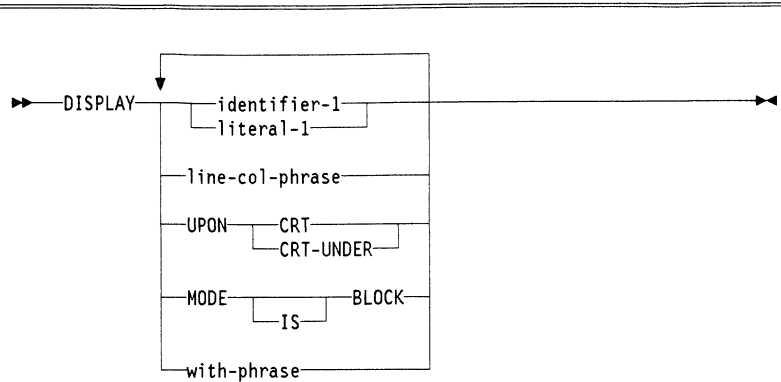 DISPLAY identifier-1
literal-1
line-col-phrase
UPON CRT
CRT-UNDER
MODE BLOCK
IS
with-phrase